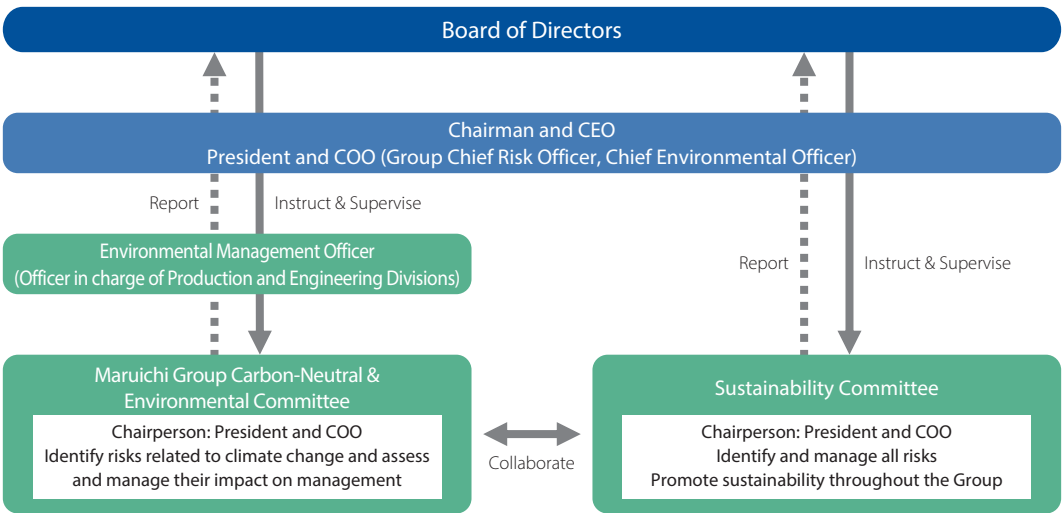 Board of Directors
Chairman and CEO
President and COO (Group Chief Risk Officer, Chief Environmental Officer)
Report
Instruct & Supervise
Environmental Management Officer
(Officer in charge of Production and Engineering Divisions)
Report
Instruct & Supervise
Maruichi Group Carbon-Neutral &
Environmental Committee
Chairperson: President and COO
Identify risks related to climate change and assess
and manage their impact on management
Collaborate
Sustainability Committee
Chairperson: President and COO
Identify and manage all risks
Promote sustainability throughout the Group